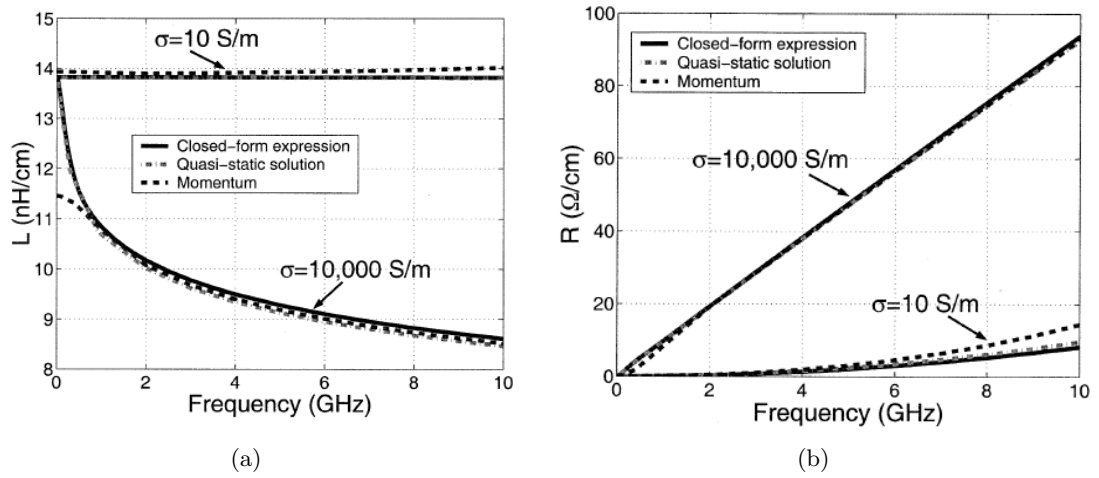 15
14
13
12
11
10
9
8
L (nH/cm)
σ=10 S/m
Closed-form expression
Quasi-static solution
Momentum
σ=10,000 S/m
0 2 4 6 8 10
Frequency (GHz)
(a)
100
80
60
40
20
0
R (Ω/cm)
Closed-form expression
Quasi-static solution
Momentum
σ=10,000 S/m
σ=10 S/m
0 2 4 6 8 10
Frequency (GHz)
(b)